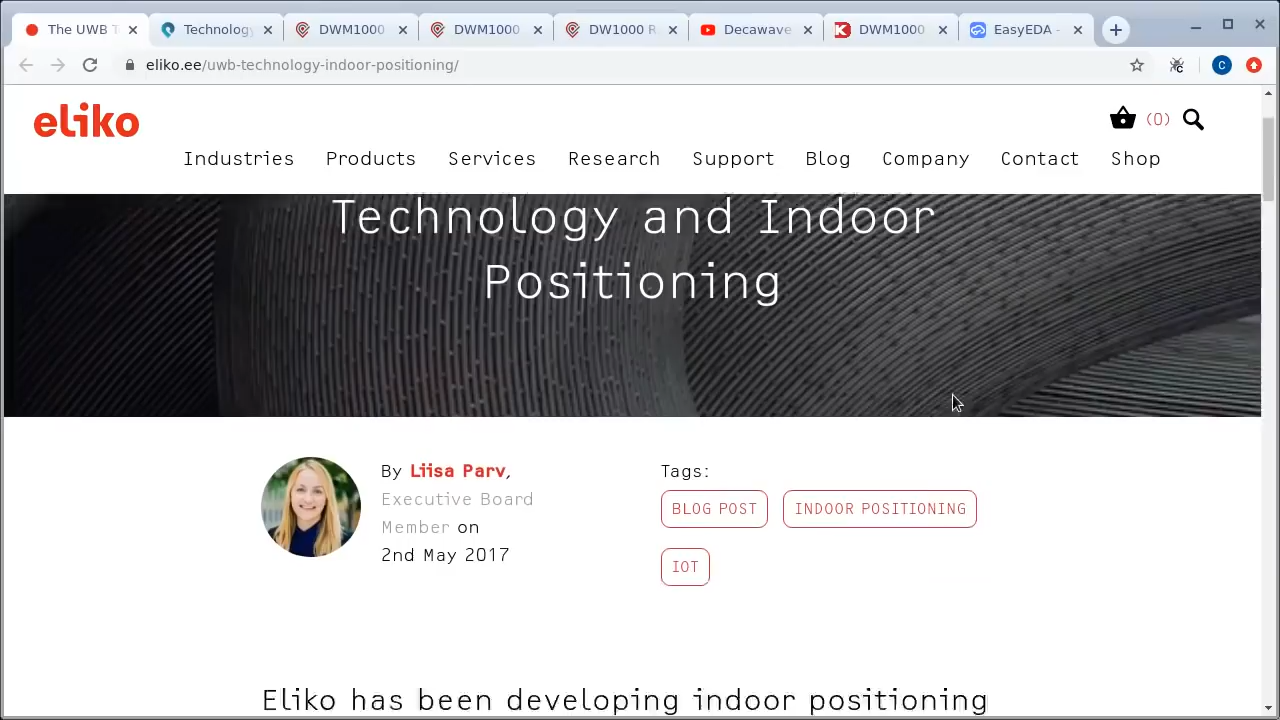 The UWB T
Technology
DWM1000
DWM1000
DW1000 R
Decawave
DWM1000
EasyEDA -
eliko.ee/uwb-technology-indoor-positioning/
C
eliko
(0)
Industries Products Services Research Support Blog Company Contact Shop
Technology and Indoor
Positioning
By Liisa Parv,
Executive Board
Member on
2nd May 2017
Tags:
BLOG POST
INDOOR POSITIONING
IOT
Eliko has been developing indoor positioning